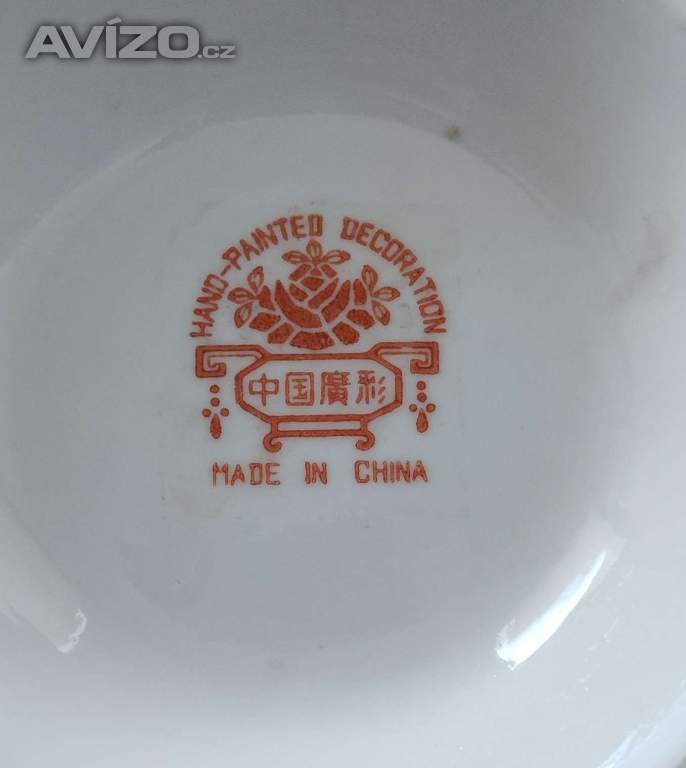 AVÍZO.cz
HAND-PAINTED DECORATION
中国廣彩
MADE IN CHINA